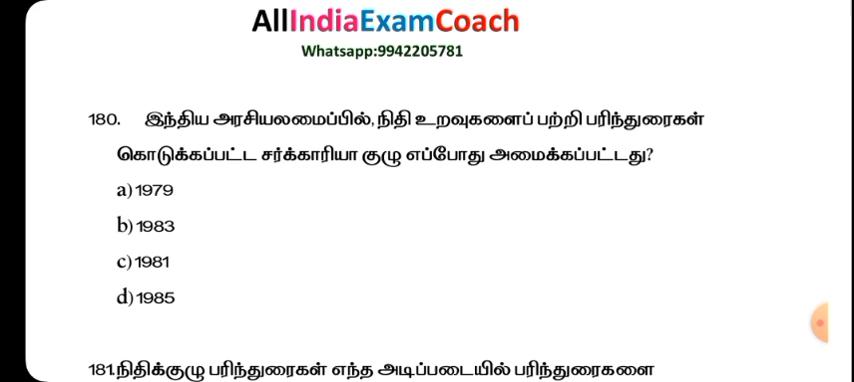 AllIndiaExamCoach
Whatsapp:9942205781
180. இந்திய அரசியலமைப்பில், நிதி உறவுகளைப் பற்றி பரிந்துரைகள்
கொடுக்கப்பட்ட சர்க்காரியா குழு எப்போது அமைக்கப்பட்டது?
a) 1979
b) 1983
c) 1981
d) 1985
181.நிதிக்குழு பரிந்துரைகள் எந்த அடிப்படையில் பரிந்துரைகளை